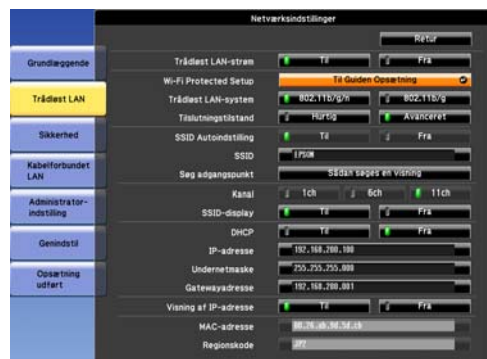 Netværksindstillinger
Retur
Grundlæggende
Trådløst LAN
Sikkerhed
Kabelforbundet
LAN
Administrator-
indstilling
Genindstil
Opsætning
udført
Trådløst LAN-strøm Til Fra
Wi-Fi Protected Setup Til Guiden Opsætning
Trådløst LAN-system 802.11b/g/n 802.11b/g
Tilslutningstilstand Hurtig Avanceret
SSID Autoindstilling Til Fra
SSID EPSON
Søg adgangspunkt Sådan søges en visning
Kanal 1ch 6ch 11ch
SSID-display Til Fra
DHCP Til Fra
IP-adresse 192.168.200.100
Undernetmaske 255.255.255.000
Gatewayadresse 192.168.200.001
Visning af IP-adresse Til Fra
MAC-adresse
Regionskode JP2